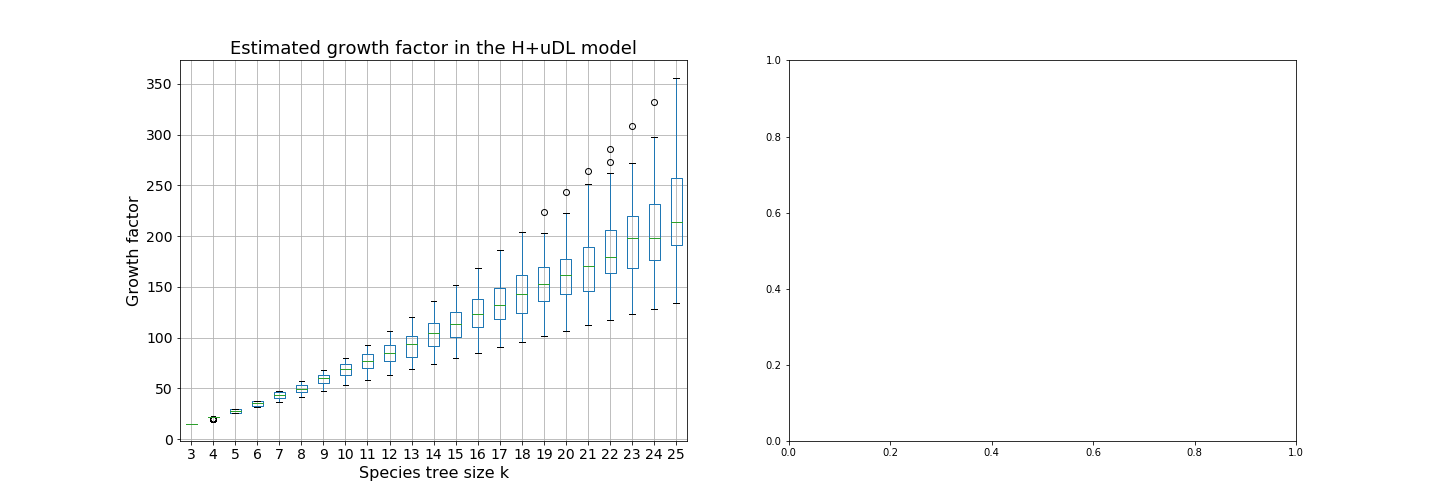 Estimated growth factor in the H+uDL model
350
300
250
200
150
100
50
0
Growth factor
3 4 5 6 7 8 9 10 11 12 13 14 15 16 17 18 19 20 21 22 23 24 25
Species tree size k
1.0
0.8
0.6
0.4
0.2
0.0
0.0 0.2 0.4 0.6 0.8 1.0